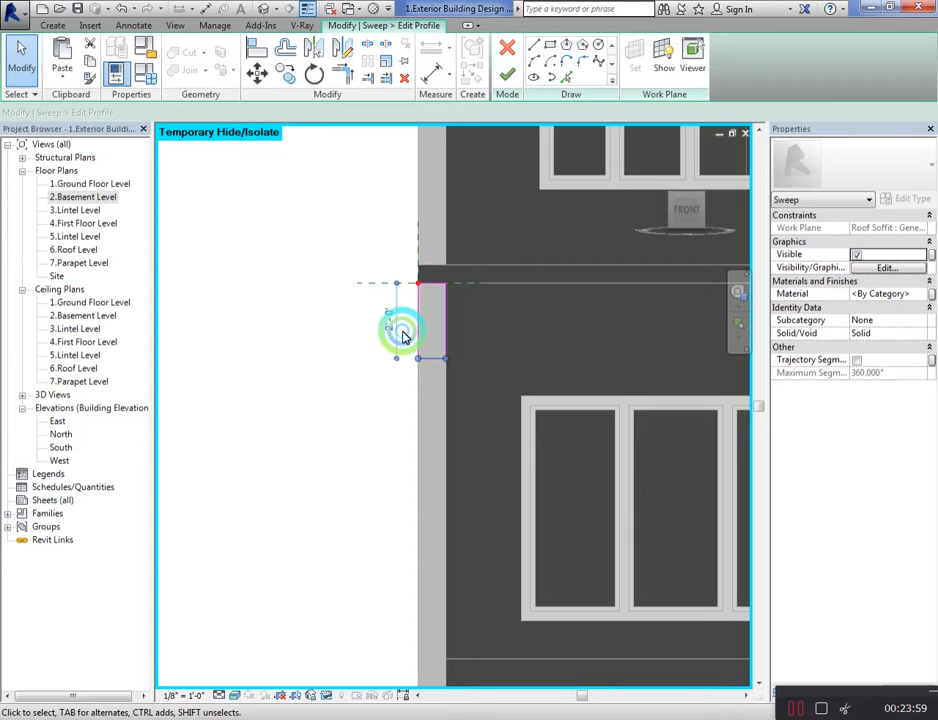 1.Exterior Building Design ...
Type a keyword or phrase
Sign In
Create Insert Annotate View Manage Add-Ins V-Ray Modify | Sweep > Edit Profile
Modify Paste Cut Join Set Show Viewer
Select Clipboard Properties Geometry Modify Measure Create Mode Draw Work Plane
Modify | Sweep > Edit Profile
Project Browser - 1.Exterior Buildi...
Views (all)
Structural Plans
Floor Plans
1.Ground Floor Level
2.Basement Level
3.Lintel Level
4.First Floor Level
5.Lintel Level
6.Roof Level
7.Parapet Level
Site
Ceiling Plans
1.Ground Floor Level
2.Basement Level
3.Lintel Level
4.First Floor Level
5.Lintel Level
6.Roof Level
7.Parapet Level
3D Views
Elevations (Building Elevation
East
North
South
West
Legends
Schedules/Quantities
Sheets (all)
Families
Groups
Revit Links
Temporary Hide/Isolate
FRONT
Properties
Sweep Edit Type
Constraints
Work Plane Roof Soffit : Gene...
Graphics
Visible
Visibility/Graphi... Edit...
Materials and Finishes
Material <By Category>
Identity Data
Subcategory None
Solid/Void Solid
Other
Trajectory Segm...
Maximum Segm... 360.000°
1/8" = 1'-0"
Click to select, TAB for alternates, CTRL adds, SHIFT unselects.
00:23:59